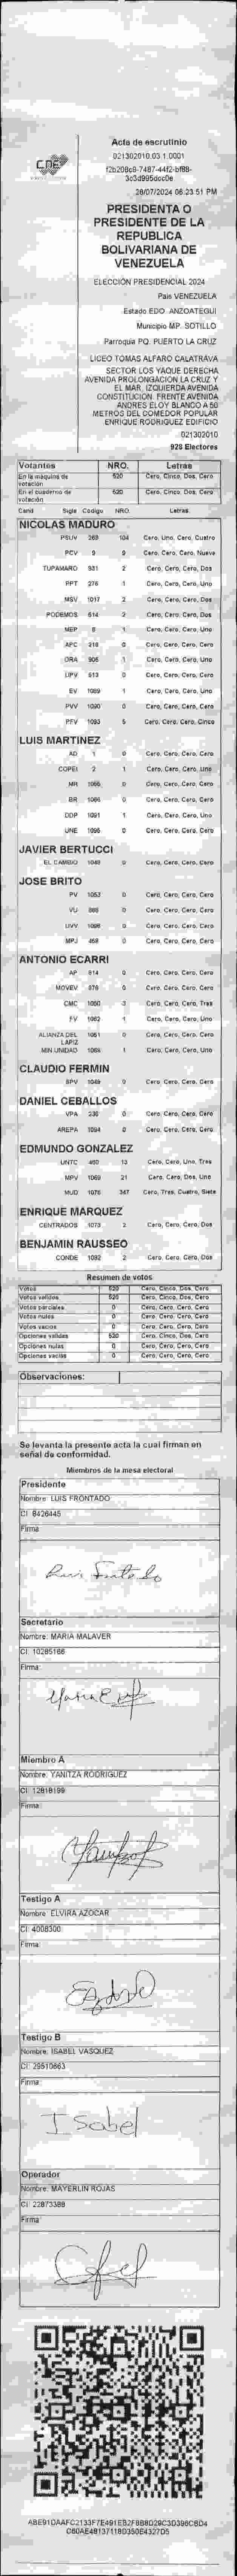 CNE
Acta de escrutinio
021302010.03.1.0001
28/07/2024 06:23:51 PM
PRESIDENTA O
PRESIDENTE DE LA
REPUBLICA
BOLIVARIANA DE
VENEZUELA
ELECCIÓN PRESIDENCIAL 2024
País VENEZUELA
Estado EDO. ANZOATEGUI
Municipio MP. SOTILLO
Parroquia PQ. PUERTO LA CRUZ
LICEO TOMAS ALFARO CALATRAVA
SECTOR LOS YAQUE DERECHA
AVENIDA PROLONGACION LA CRUZ Y
EL MAR. IZQUIERDA AVENIDA
CONSTITUCION. FRENTE AVENIDA
ANDRES ELOY BLANCO A 50
METROS DEL COMEDOR POPULAR
ENRIQUE RODRIGUEZ EDIFICIO
021302010
928 Electores
Votantes NRO. Letras
En la máquina de votación 520 Cero, Cinco, Dos, Cero
En el cuaderno de votación 520 Cero, Cinco, Dos, Cero
Cand Sigla Código NRO. Letras
NICOLAS MADURO
PSUV 269 104 Cero, Uno, Cero, Cuatro
PCV 9 9 Cero, Cero, Cero, Nueve
TUPAMARO 931 2 Cero, Cero, Cero, Dos
PPT 276 1 Cero, Cero, Cero, Uno
MSV 1017 2 Cero, Cero, Cero, Dos
PODEMOS 514 2 Cero, Cero, Cero, Dos
MEP 6 1 Cero, Cero, Cero, Uno
APC 218 0 Cero, Cero, Cero, Cero
ORA 906 1 Cero, Cero, Cero, Uno
UPV 513 0 Cero, Cero, Cero, Cero
EV 1089 1 Cero, Cero, Cero, Uno
PVV 1090 0 Cero, Cero, Cero, Cero
PFV 1093 5 Cero, Cero, Cero, Cinco
LUIS MARTINEZ
AD 1 0 Cero, Cero, Cero, Cero
COPEI 2 1 Cero, Cero, Cero, Uno
MR 1065 0 Cero, Cero, Cero, Cero
BR 1086 0 Cero, Cero, Cero, Cero
DDP 1091 1 Cero, Cero, Cero, Uno
UNE 1095 0 Cero, Cero, Cero, Cero
JAVIER BERTUCCI
EL CAMBIO 1048 0 Cero, Cero, Cero, Cero
JOSE BRITO
PV 1053 0 Cero, Cero, Cero, Cero
VU 888 0 Cero, Cero, Cero, Cero
UVV 1098 0 Cero, Cero, Cero, Cero
MPJ 458 0 Cero, Cero, Cero, Cero
ANTONIO ECARRI
AP 814 0 Cero, Cero, Cero, Cero
MOVEV 879 0 Cero, Cero, Cero, Cero
CMC 1050 3 Cero, Cero, Cero, Tres
FV 1082 1 Cero, Cero, Cero, Uno
ALIANZA DEL LAPIZ 1061 0 Cero, Cero, Cero, Cero
MIN UNIDAD 1068 1 Cero, Cero, Cero, Uno
CLAUDIO FERMIN
SPV 1049 0 Cero, Cero, Cero, Cero
DANIEL CEBALLOS
VPA 230 0 Cero, Cero, Cero, Cero
AREPA 1094 0 Cero, Cero, Cero, Cero
EDMUNDO GONZALEZ
UNTC 460 13 Cero, Cero, Uno, Tres
MPV 1069 21 Cero, Cero, Dos, Uno
MUD 1076 347 Cero, Tres, Cuatro, Siete
ENRIQUE MARQUEZ
CENTRADOS 1073 2 Cero, Cero, Cero, Dos
BENJAMIN RAUSSEO
CONDE 1092 2 Cero, Cero, Cero, Dos
Resumen de votos
Votos 520 Cero, Cinco, Dos, Cero
Votos válidos 520 Cero, Cinco, Dos, Cero
Votos parciales 0 Cero, Cero, Cero, Cero
Votos nulos 0 Cero, Cero, Cero, Cero
Votos vacíos 0 Cero, Cero, Cero, Cero
Opciones válidas 520 Cero, Cinco, Dos, Cero
Opciones nulas 0 Cero, Cero, Cero, Cero
Opciones vacías 0 Cero, Cero, Cero, Cero
Observaciones:
Se levanta la presente acta la cual firman en
señal de conformidad.
Miembros de la mesa electoral
Presidente
Nombre: LUIS FRONTADO
CI: 8426445
Firma:
Secretario
Nombre: MARIA MALAVER
CI: 10285166
Firma:
Miembro A
Nombre: YANITZA RODRIGUEZ
CI: 12818199
Firma:
Testigo A
Nombre: ELVIRA AZOCAR
CI: 4008300
Firma:
Testigo B
Nombre: ISABEL VASQUEZ
CI: 29510863
Firma:
Isabel
Operador
Nombre: MAYERLIN ROJAS
CI: 22873388
Firma: